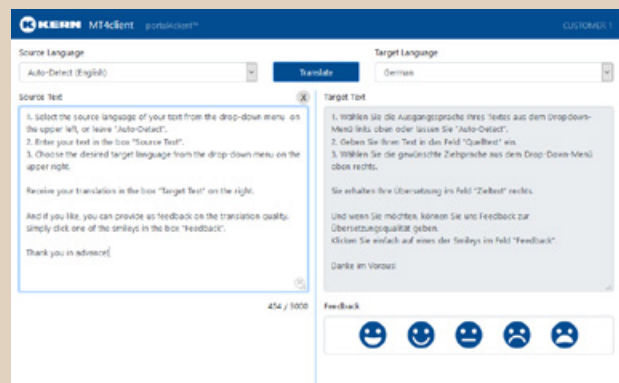 KERN MT4client portal4client™
CUSTOMER 1
Source Language
Target Language
Auto-Detect (English)
Translate
German
Source Text
X
1. Select the source language of your text from the drop-down menu on
the upper left, or leave "Auto-Detect".
2. Enter your text in the box "Source Text".
3. Choose the desired target language from the drop-down menu on the
upper right.
Receive your translation in the box "Target Text" on the right.
And if you like, you can provide us feedback on the translation quality.
Simply click one of the smileys in the box "Feedback".
Thank you in advance!
454 / 5000
Target Text
1. Wählen Sie die Ausgangssprache Ihres Textes aus dem Dropdown-
Menü links oben oder lassen Sie "Auto-Detect".
2. Geben Sie Ihren Text in das Feld "Quelltext" ein.
3. Wählen Sie die gewünschte Zielsprache aus dem Drop-Down-Menü
oben rechts.
Sie erhalten Ihre Übersetzung im Feld "Zieltext" rechts.
Und wenn Sie möchten, können Sie uns Feedback zur
Übersetzungsqualität geben.
Klicken Sie einfach auf eines der Smileys im Feld "Feedback".
Danke im Voraus!
Feedback